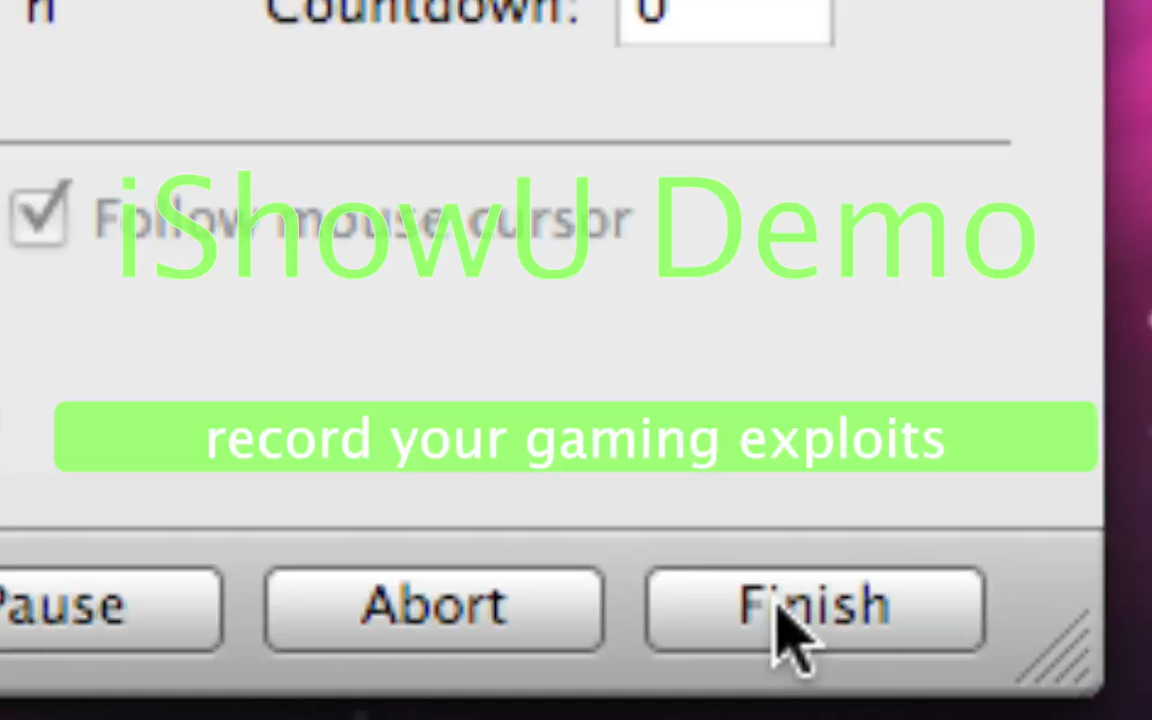 Countdown: 0
Follow mouse cursor
iShowU Demo
record your gaming exploits
Pause Abort Finish